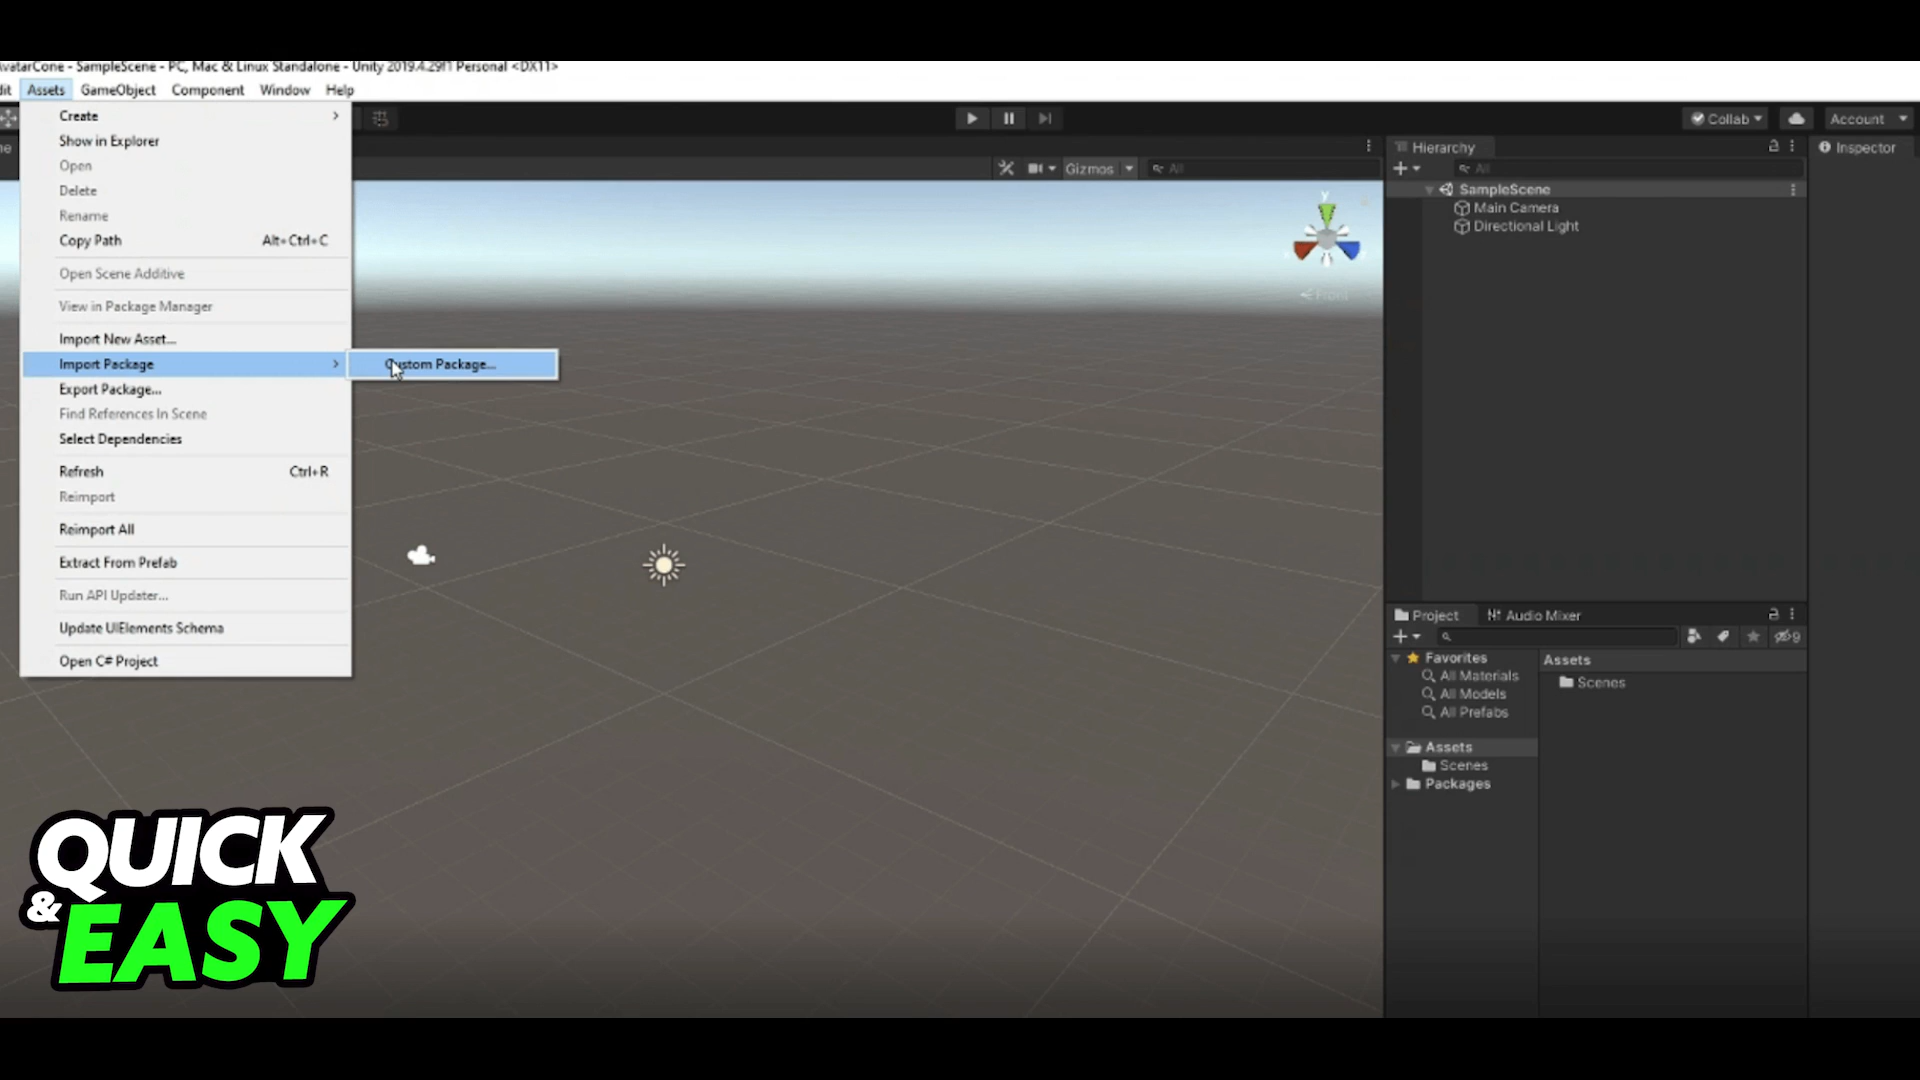 vatarCone - SampleScene - PC, Mac & Linux Standalone - Unity 2019.4.29f1 Personal <DX11>
dit Assets GameObject Component Window Help
Create
Show in Explorer
Open
Delete
Rename
Copy Path Alt+Ctrl+C
Open Scene Additive
View in Package Manager
Import New Asset...
Import Package
Custom Package...
Export Package...
Find References In Scene
Select Dependencies
Refresh Ctrl+R
Reimport
Reimport All
Extract From Prefab
Run API Updater...
Update UIElements Schema
Open C# Project
Collab
Account
Gizmos
All
y
Front
Hierarchy
All
SampleScene
Main Camera
Directional Light
Inspector
Project Audio Mixer
9
Favorites
All Materials
All Models
All Prefabs
Assets
Scenes
Packages
Assets
Scenes
QUICK
& EASY